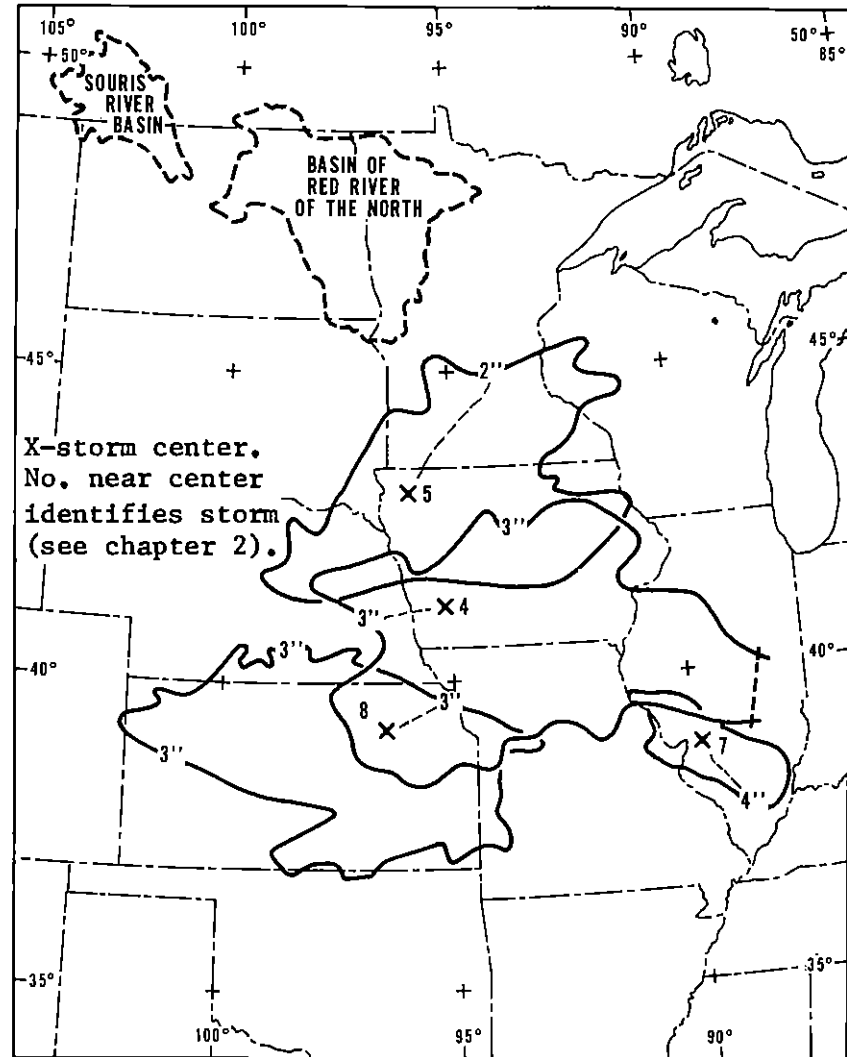 105°
100°
95°
90°
50°
85°
50°
SOURIS
RIVER
BASIN
BASIN OF
RED RIVER
OF THE NORTH
45°
45°
2''
X-storm center.
No. near center
identifies storm
(see chapter 2).
5
3''
3''
4
3''
40°
40°
3''
8
7
3''
4''
35°
35°
100°
95°
90°